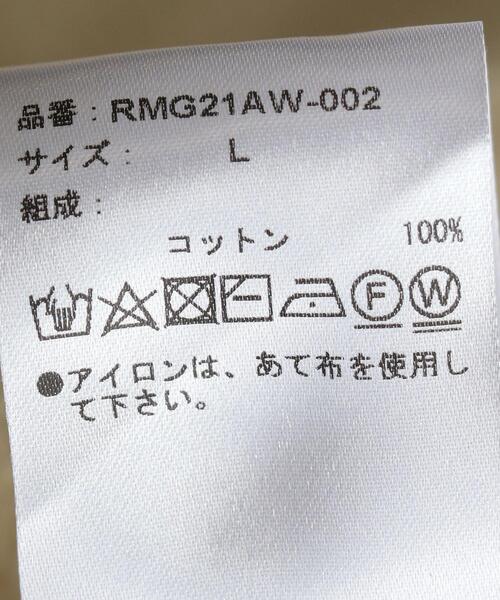 品番：RMG21AW-002
サイズ： L
組成：
コットン 100%
F W
●アイロンは、あて布を使用し
て下さい。